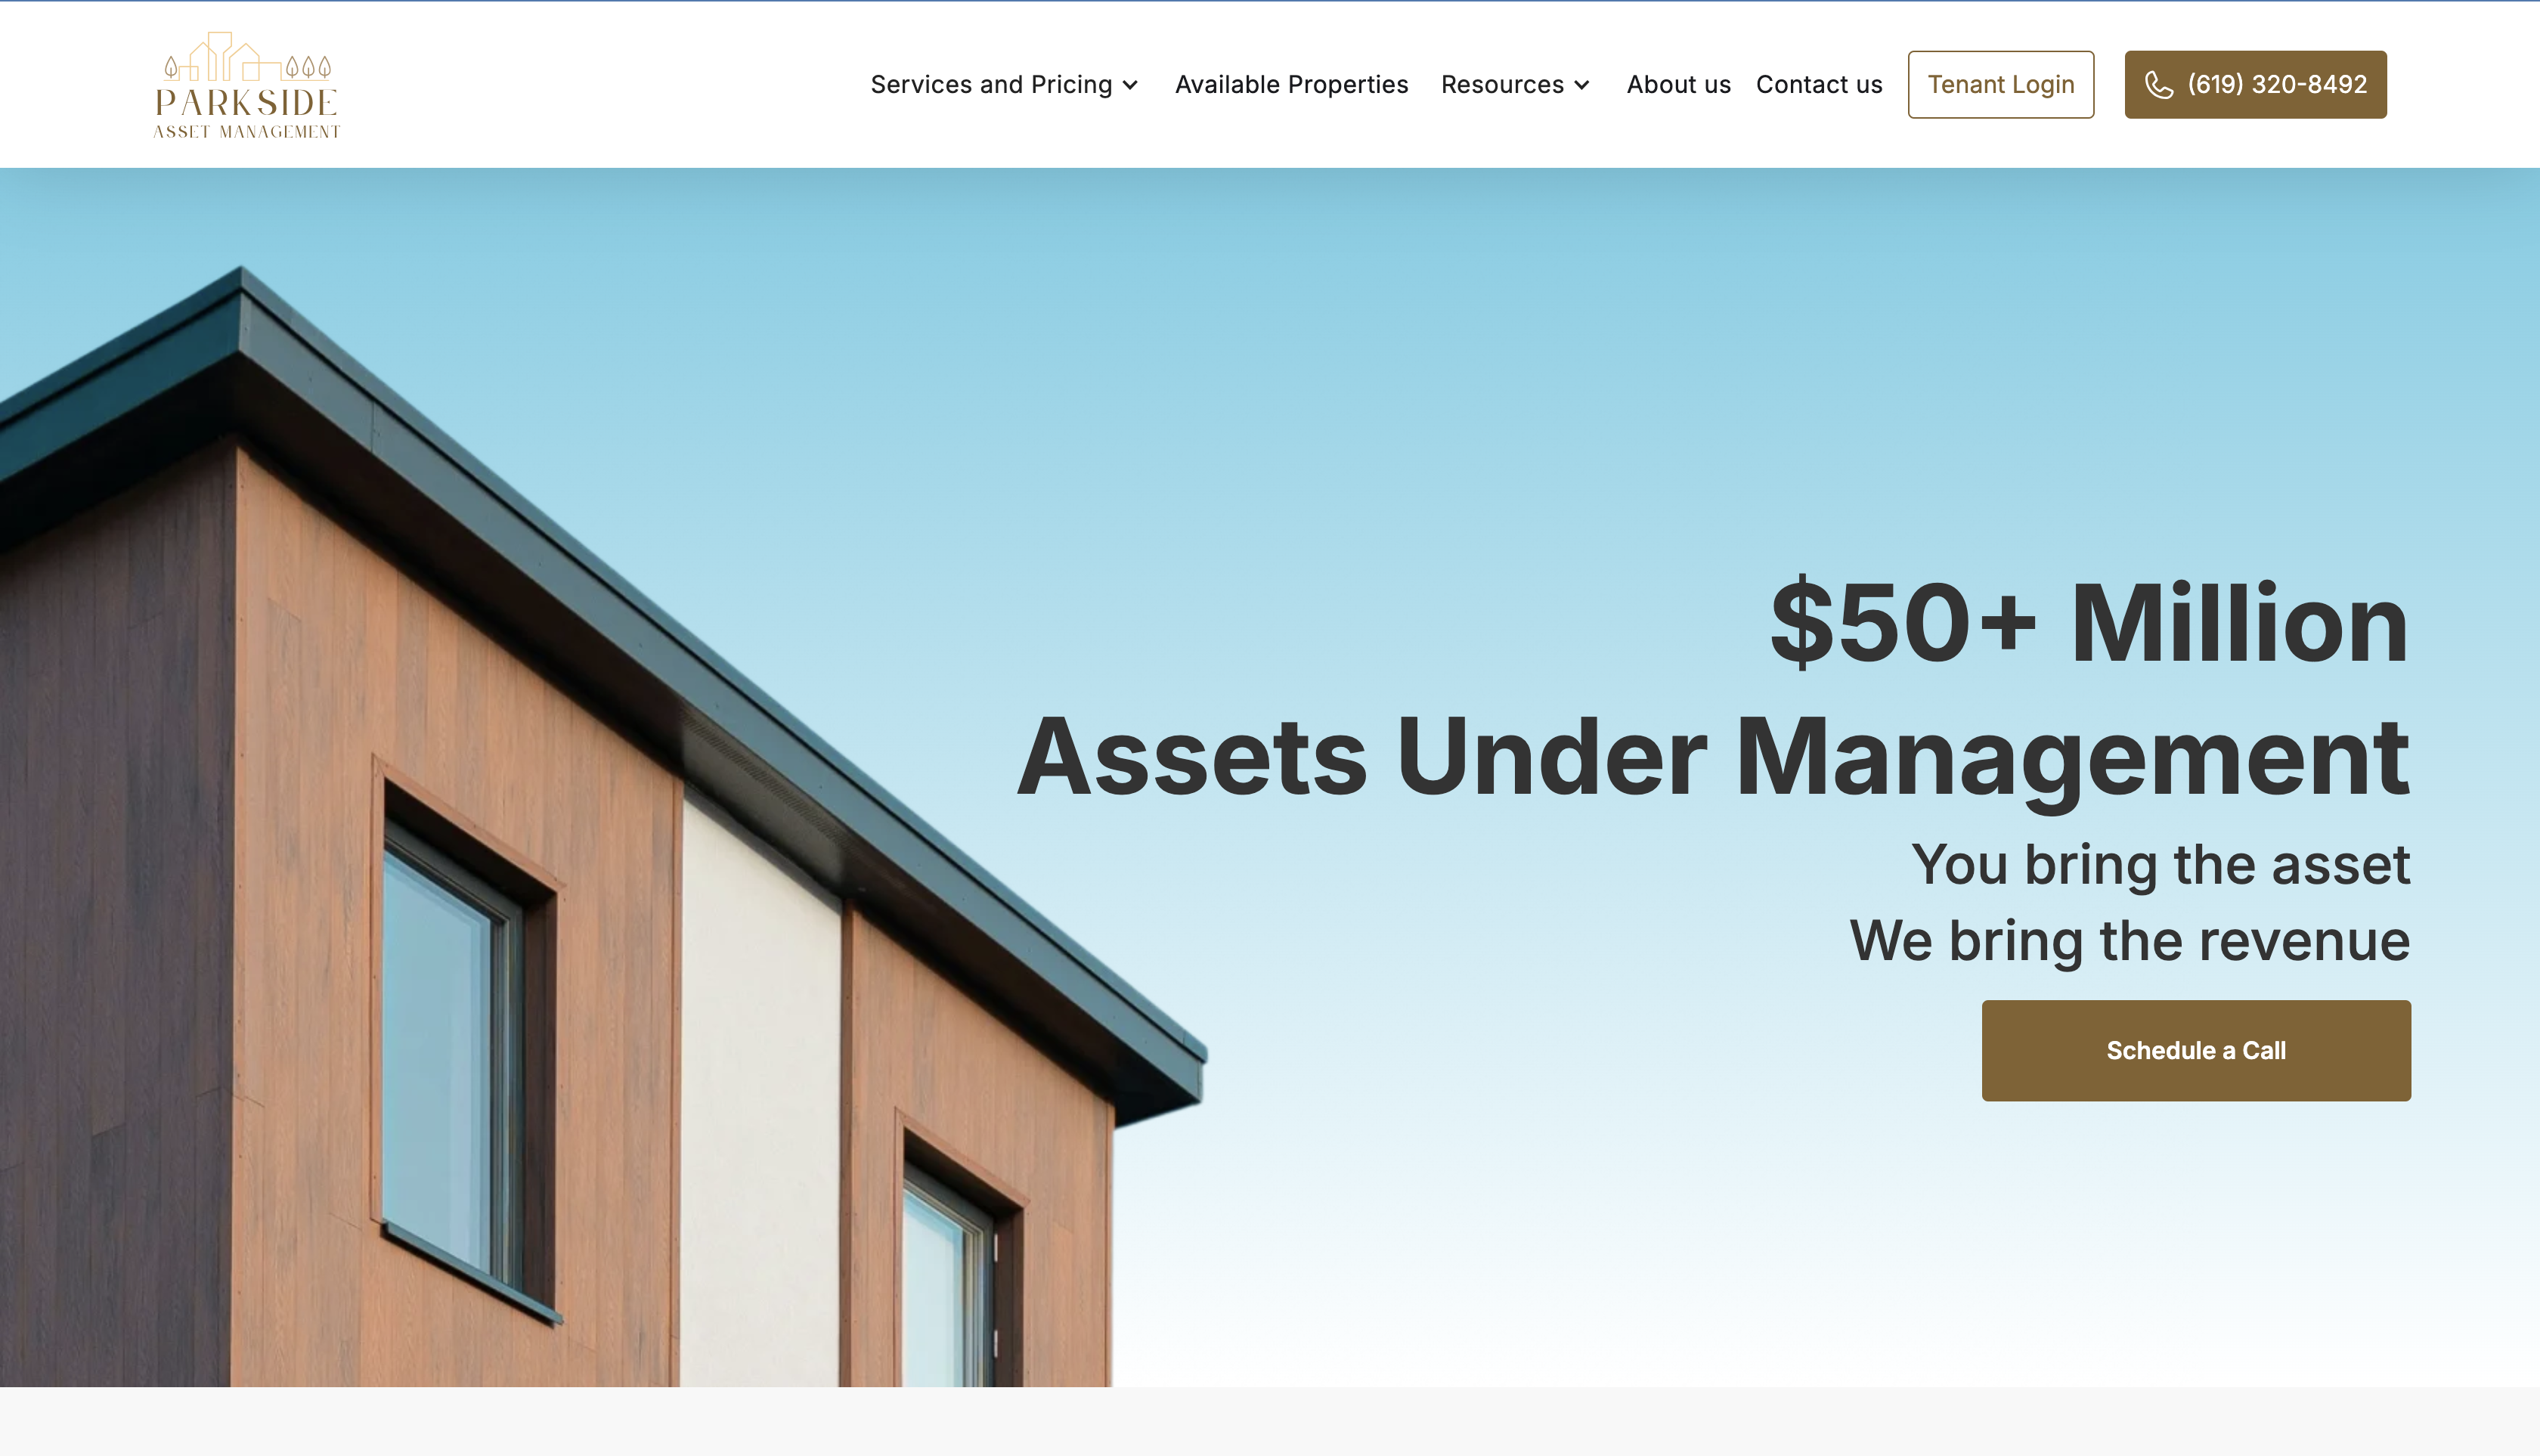 PARKSIDE
ASSET MANAGEMENT
Services and Pricing
Available Properties
Resources
About us
Contact us
Tenant Login
(619) 320-8492
$50+ Million
Assets Under Management
You bring the asset
We bring the revenue
Schedule a Call